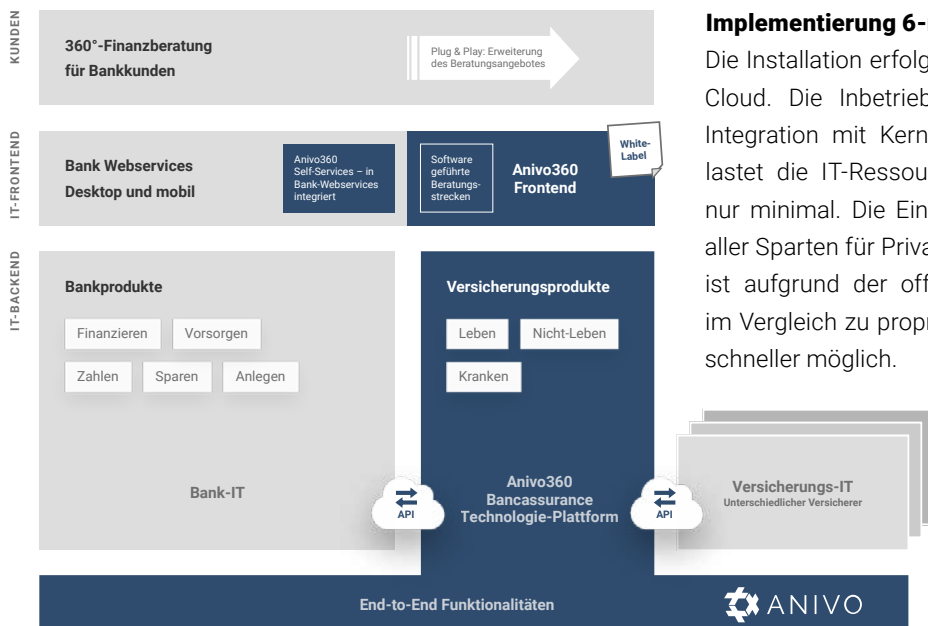 KUNDEN
360°-Finanzberatung
für Bankkunden
Plug & Play: Erweiterung
des Beratungsangebotes
IT-FRONTEND
Bank Webservices
Desktop und mobil
Anivo360
Self-Services – in
Bank-Webservices
integriert
Software
geführte
Beratungs-
strecken
Anivo360
Frontend
White-
Label
IT-BACKEND
Bankprodukte
Finanzieren
Vorsorgen
Zahlen
Sparen
Anlegen
Bank-IT
API
Versicherungsprodukte
Leben
Nicht-Leben
Kranken
Anivo360
Bancassurance
Technologie-Plattform
API
Versicherungs-IT
Unterschiedlicher Versicherer
End-to-End Funktionalitäten
ANIVO
Implementierung 6-
Die Installation erfolg
Cloud. Die Inbetrieb
Integration mit Kern
lastet die IT-Ressou
nur minimal. Die Ein
aller Sparten für Priva
ist aufgrund der off
im Vergleich zu propr
schneller möglich.